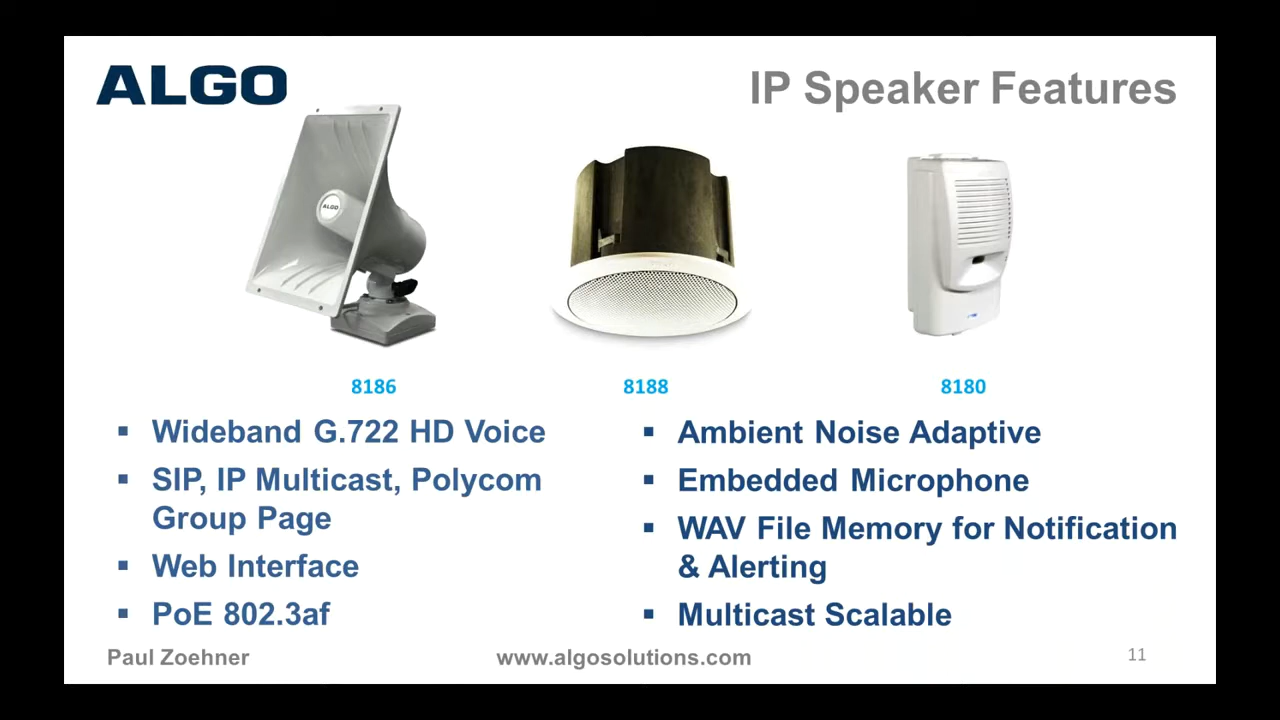 ALGO
IP Speaker Features
ALGO
8186
8188
8180
▪ Wideband G.722 HD Voice
▪ SIP, IP Multicast, Polycom
Group Page
▪ Web Interface
▪ PoE 802.3af
▪ Ambient Noise Adaptive
▪ Embedded Microphone
▪ WAV File Memory for Notification
& Alerting
▪ Multicast Scalable
Paul Zoehner
www.algosolutions.com
11